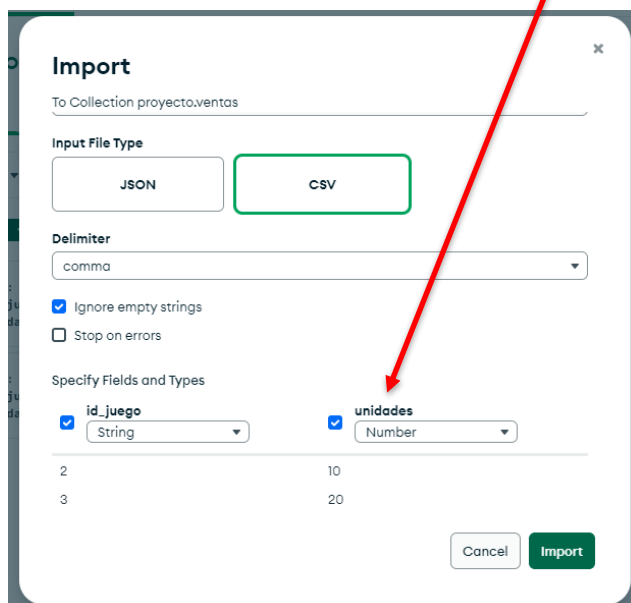 Import
To Collection proyecto.ventas
Input File Type
JSON CSV
Delimiter
comma
Ignore empty strings
Stop on errors
Specify Fields and Types
id_juego unidades
String Number
2 10
3 20
Cancel Import